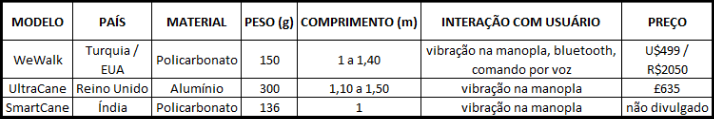 MODELO PAÍS MATERIAL PESO (g) COMPRIMENTO (m) INTERAÇÃO COM USUÁRIO PREÇO
WeWalk Turquia / EUA Policarbonato 150 1 a 1,40 vibração na manopla, bluetooth, comando por voz U$499 / R$2050
UltraCane Reino Unido Alumínio 300 1,10 a 1,50 vibração na manopla £635
SmartCane Índia Policarbonato 136 1 vibração na manopla não divulgado